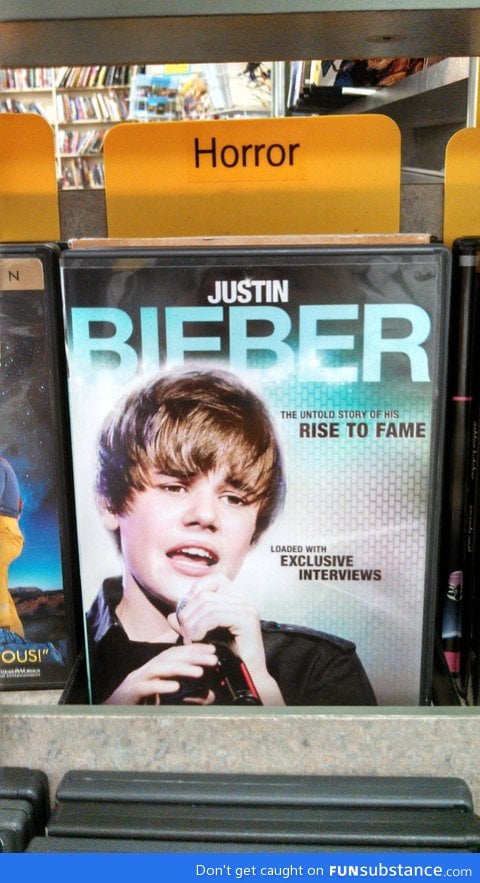 Horror
N
JUSTIN
BIEBER
THE UNTOLD STORY OF HIS
RISE TO FAME
LOADED WITH
EXCLUSIVE
INTERVIEWS
OUS!"
Don't get caught on FUNsubstance.com